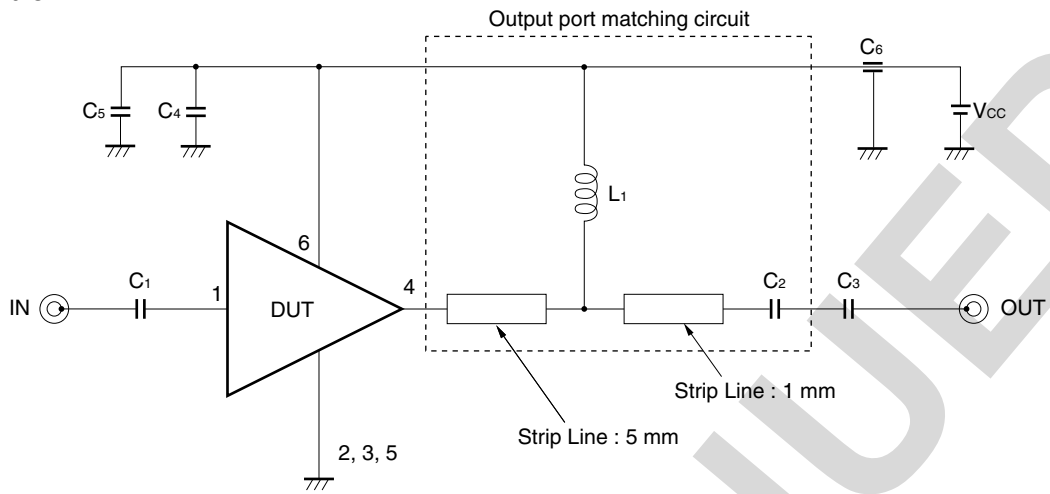 Output port matching circuit
C6
C5
C4
VCC
L1
6
C1
1
DUT
4
C2
C3
IN
OUT
Strip Line : 1 mm
Strip Line : 5 mm
2, 3, 5